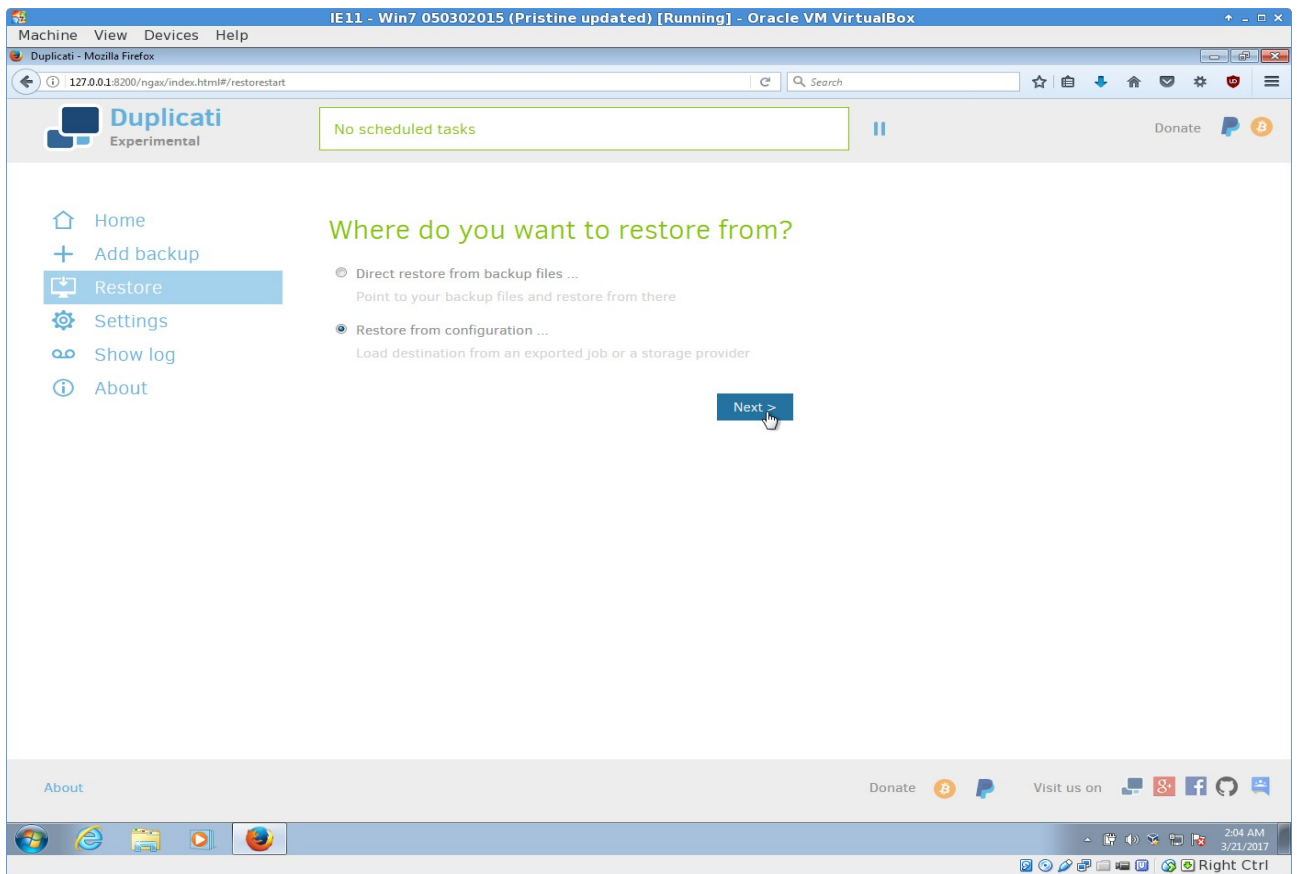 IE11 - Win7 050302015 (Pristine updated) [Running] - Oracle VM VirtualBox
Machine View Devices Help
Duplicati - Mozilla Firefox
127.0.0.1:8200/ngax/index.html#/restorestart
Search
Duplicati
Experimental
No scheduled tasks
Donate
Home
Add backup
Restore
Settings
Show log
About
Where do you want to restore from?
Direct restore from backup files ...
Point to your backup files and restore from there
Restore from configuration ...
Load destination from an exported job or a storage provider
Next >
About
Donate
Visit us on
2:04 AM
3/21/2017
Right Ctrl